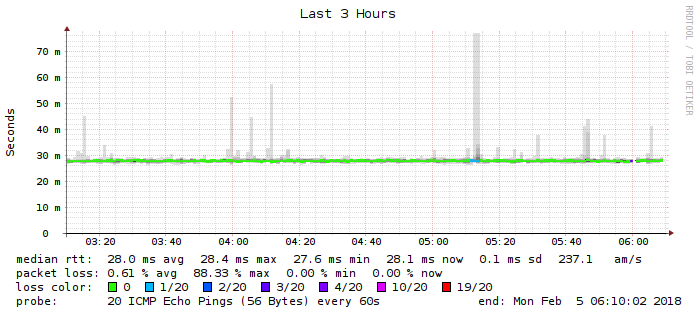 Last 3 Hours
RRDTOOL / TOBI OETIKER
Seconds
70 m
60 m
50 m
40 m
30 m
20 m
10 m
0
03:20 03:40 04:00 04:20 04:40 05:00 05:20 05:40 06:00
median rtt: 28.0 ms avg 28.4 ms max 27.6 ms min 28.1 ms now 0.1 ms sd 237.1 am/s
packet loss: 0.61 % avg 88.33 % max 0.00 % min 0.00 % now
loss color: 0 1/20 2/20 3/20 4/20 10/20 19/20
probe: 20 ICMP Echo Pings (56 Bytes) every 60s end: Mon Feb 5 06:10:02 2018